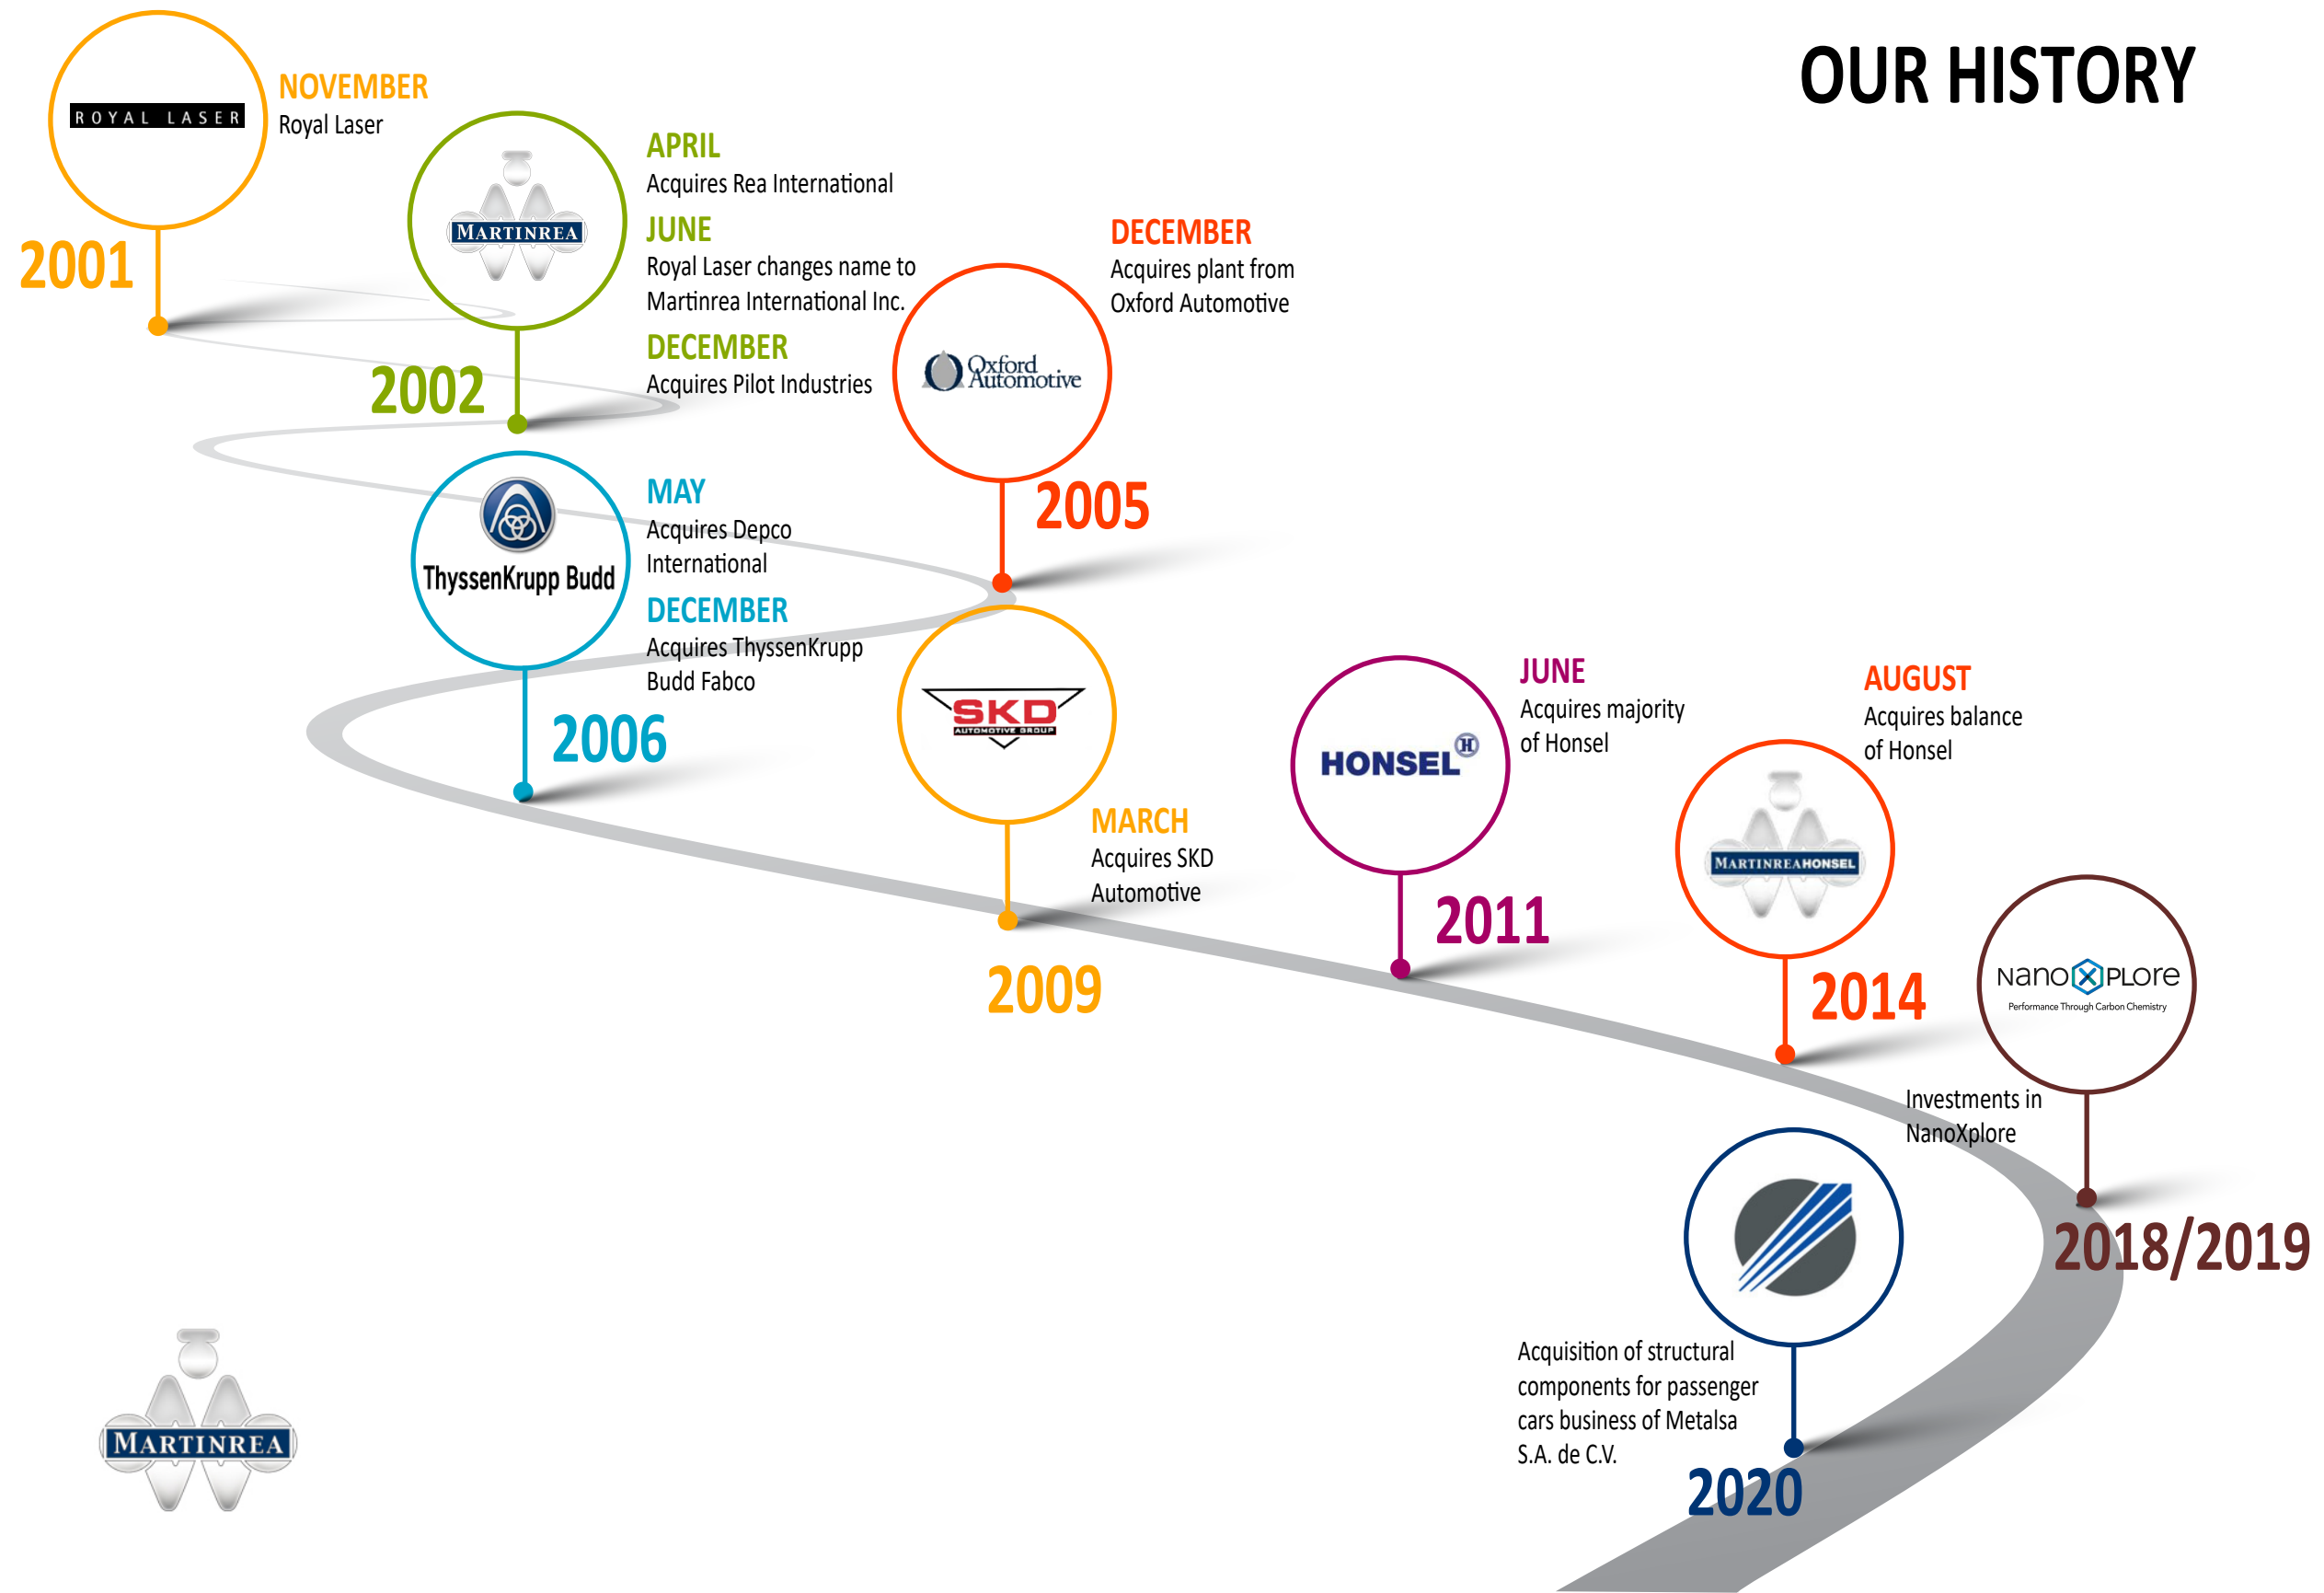 OUR HISTORY
ROYAL LASER
NOVEMBER
Royal Laser
2001
MARTINREA
APRIL
Acquires Rea International
JUNE
Royal Laser changes name to
Martinrea International Inc.
DECEMBER
Acquires Pilot Industries
2002
DECEMBER
Acquires plant from
Oxford Automotive
Oxford
Automotive
2005
ThyssenKrupp Budd
MAY
Acquires Depco
International
DECEMBER
Acquires ThyssenKrupp
Budd Fabco
2006
SKD
AUTOMOTIVE GROUP
MARCH
Acquires SKD
Automotive
2009
HONSEL H
JUNE
Acquires majority
of Honsel
2011
AUGUST
Acquires balance
of Honsel
MARTINREAHONSEL
2014
NanoXPLore
Performance Through Carbon Chemistry
Investments in
NanoXplore
2018/2019
Acquisition of structural
components for passenger
cars business of Metalsa
S.A. de C.V.
2020
MARTINREA